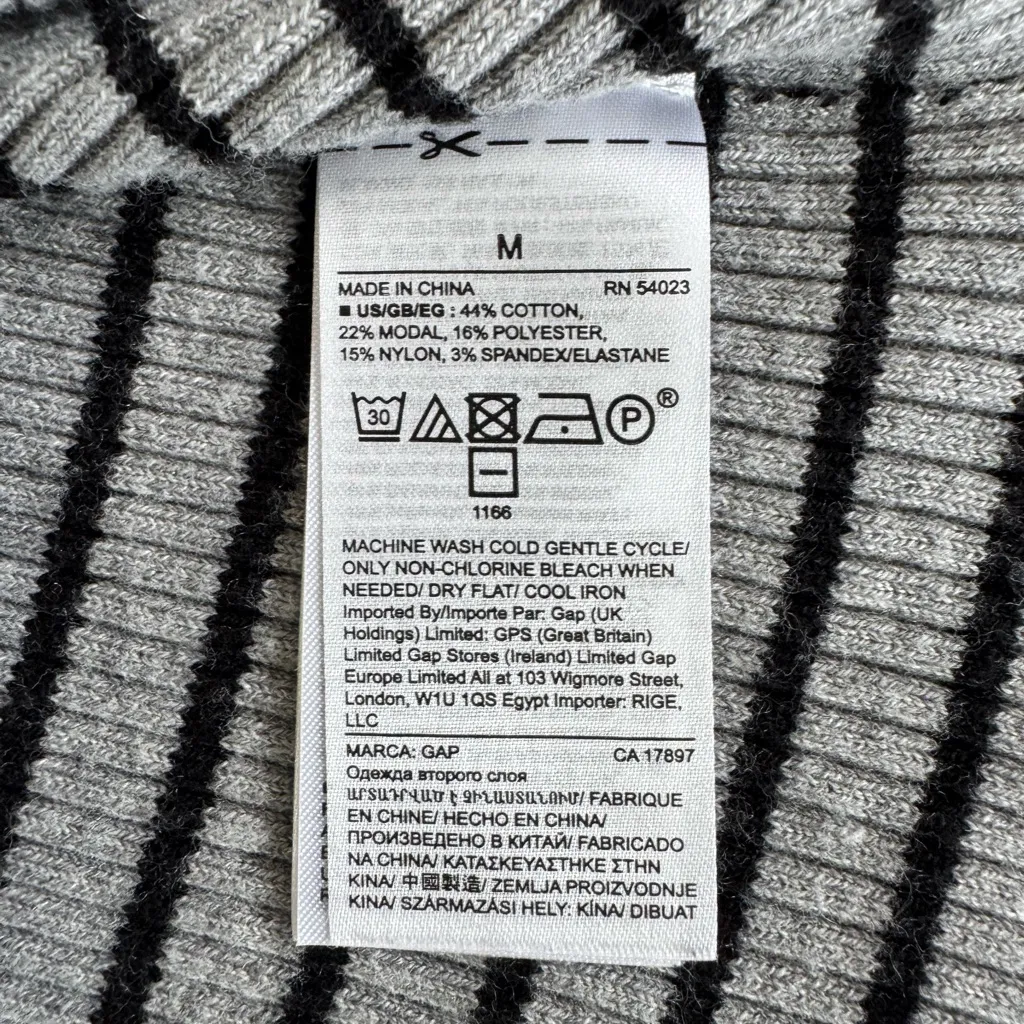 M
MADE IN CHINA RN 54023
■ US/GB/EG : 44% COTTON,
22% MODAL, 16% POLYESTER,
15% NYLON, 3% SPANDEX/ELASTANE
30 P ®
1166
MACHINE WASH COLD GENTLE CYCLE/
ONLY NON-CHLORINE BLEACH WHEN
NEEDED/ DRY FLAT/ COOL IRON
Imported By/Importe Par: Gap (UK
Holdings) Limited: GPS (Great Britain)
Limited Gap Stores (Ireland) Limited Gap
Europe Limited All at 103 Wigmore Street,
London, W1U 1QS Egypt Importer: RIGE,
LLC
MARCA: GAP CA 17897
Одежда второго слоя
ԱՐՏԱԴՐՎԱԾ Է ՉԻՆԱՍՏԱՆՈՒՄ/ FABRIQUE
EN CHINE/ HECHO EN CHINA/
ПРОИЗВЕДЕНО В КИТАЙ/ FABRICADO
NA CHINA/ ΚΑΤΑΣΚΕΥΑΣΤΗΚΕ ΣΤΗΝ
ΚΙΝΑ/ 中國製造/ ZEMLJA PROIZVODNJE
KINA/ SZÁRMAZÁSI HELY: KÍNA/ DIBUAT